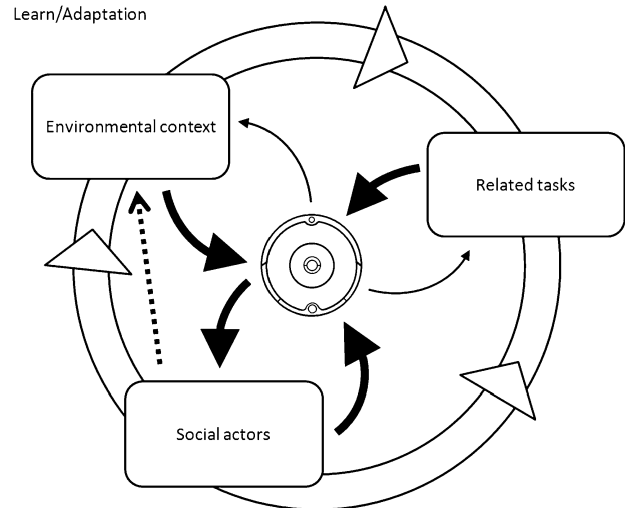 Learn/Adaptation
Environmental context
Related tasks
Social actors